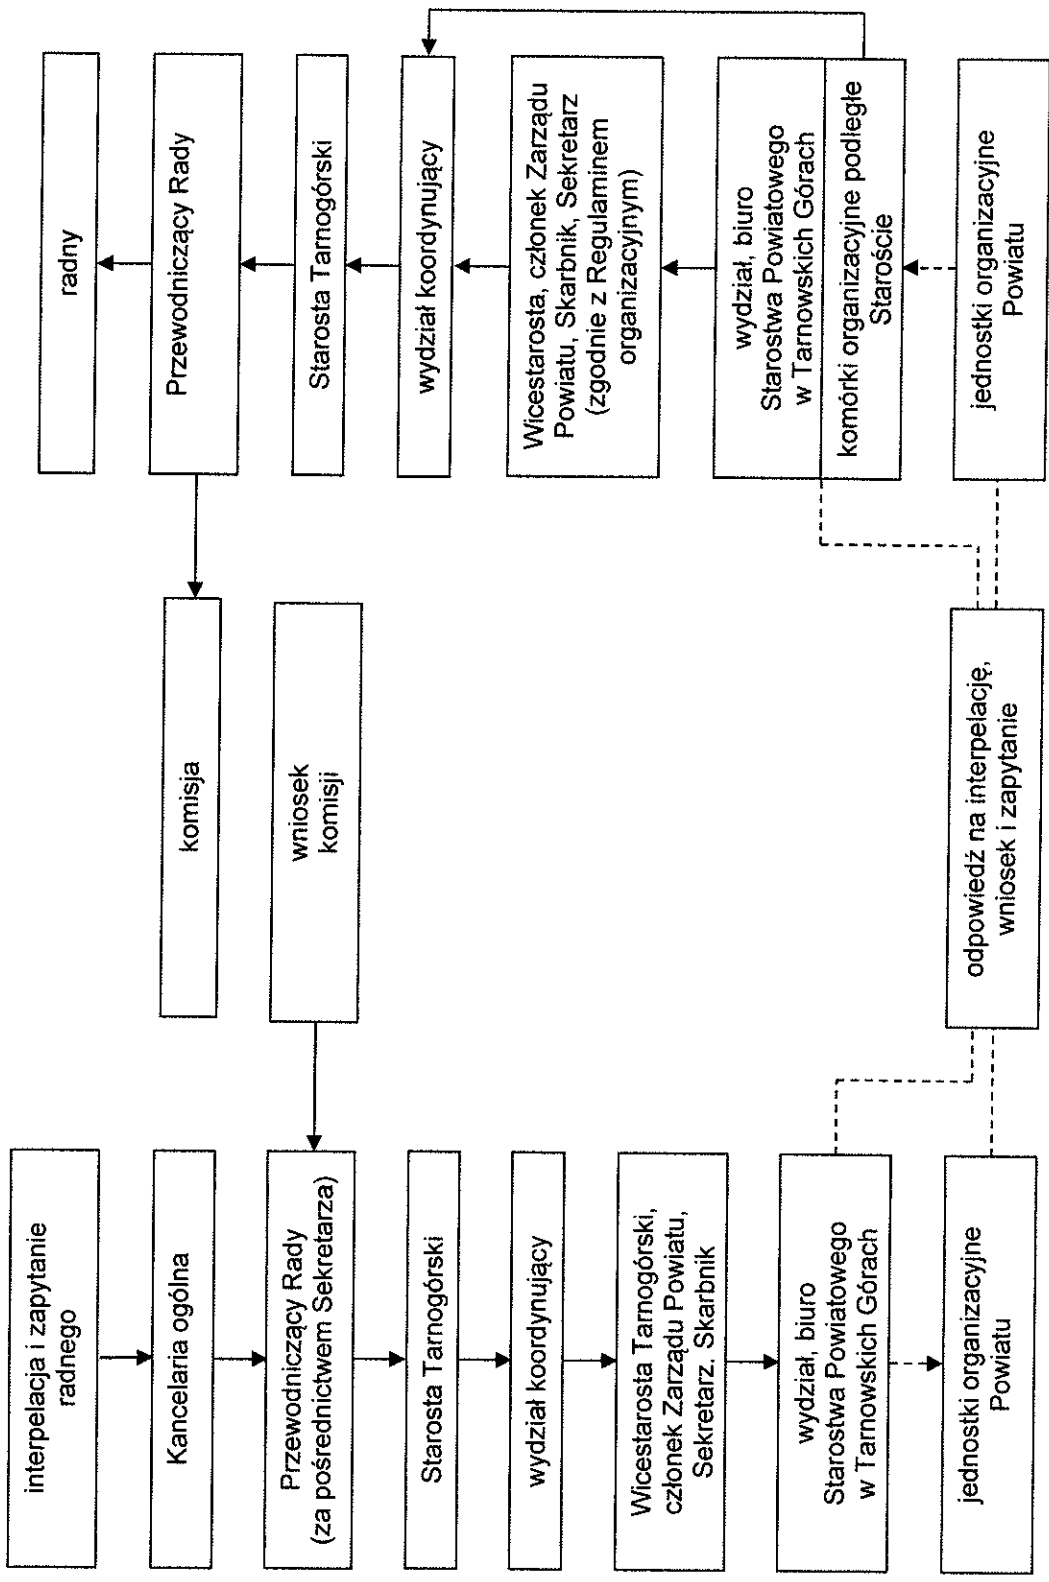 interpelacja i zapytanie
radnego
Kancelaria ogólna
Przewodniczący Rady
(za pośrednictwem Sekretarza)
Starosta Tarnogórski
wydział koordynujący
Wicestarosta Tarnogórski,
członek Zarządu Powiatu,
Sekretarz. Skarbnik
wydział, biuro
Starostwa Powiatowego
w Tarnowskich Górach
jednostki organizacyjne
Powiatu
komisja
wniosek
komisji
odpowiedź na interpelację,
wniosek i zapytanie
radny
Przewodniczący Rady
Starosta Tarnogórski
wydział koordynujący
Wicestarosta, członek Zarządu
Powiatu, Skarbnik, Sekretarz
(zgodnie z Regulaminem
organizacyjnym)
wydział, biuro
Starostwa Powiatowego
w Tarnowskich Górach
komórki organizacyjne podległe
Staroście
jednostki organizacyjne
Powiatu